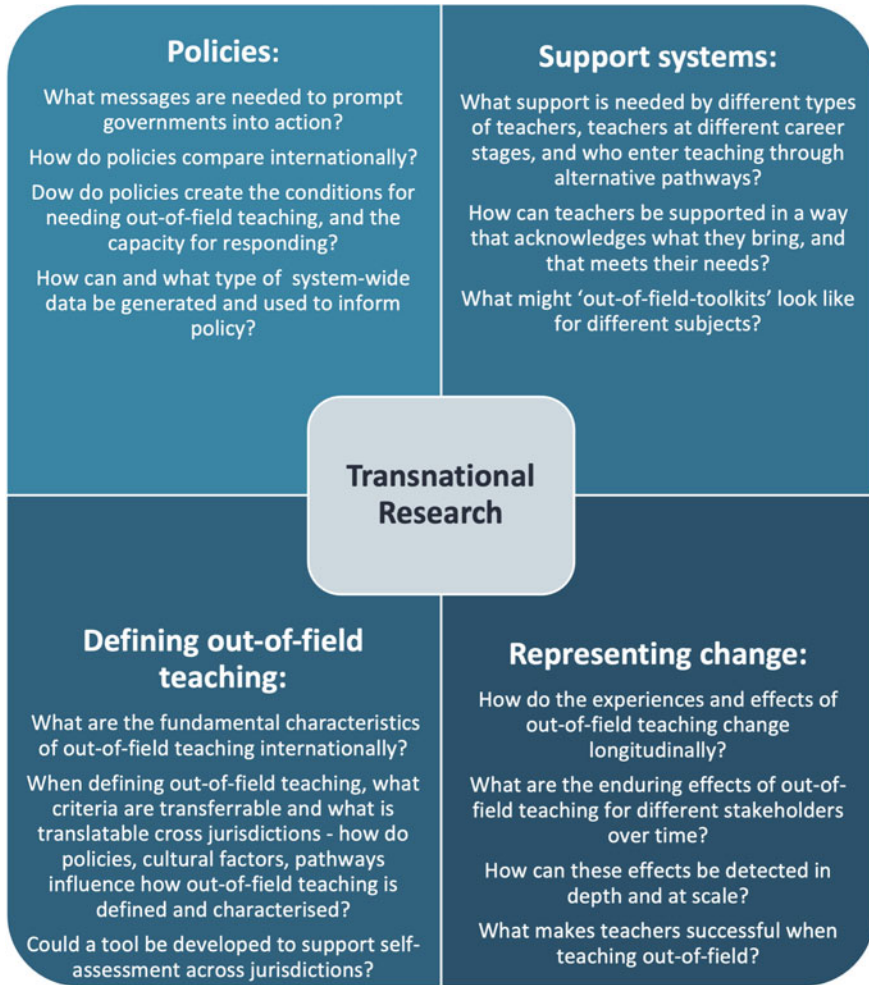 Policies:
What messages are needed to prompt
governments into action?
How do policies compare internationally?
Dow do policies create the conditions for
needing out-of-field teaching, and the
capacity for responding?
How can and what type of system-wide
data be generated and used to inform
policy?
Support systems:
What support is needed by different types
of teachers, teachers at different career
stages, and who enter teaching through
alternative pathways?
How can teachers be supported in a way
that acknowledges what they bring, and
that meets their needs?
What might ‘out-of-field-toolkits’ look like
for different subjects?
Transnational
Research
Defining out-of-field
teaching:
What are the fundamental characteristics
of out-of-field teaching internationally?
When defining out-of-field teaching, what
criteria are transferrable and what is
translatable cross jurisdictions - how do
policies, cultural factors, pathways
influence how out-of-field teaching is
defined and characterised?
Could a tool be developed to support self-
assessment across jurisdictions?
Representing change:
How do the experiences and effects of
out-of-field teaching change
longitudinally?
What are the enduring effects of out-of-
field teaching for different stakeholders
over time?
How can these effects be detected in
depth and at scale?
What makes teachers successful when
teaching out-of-field?